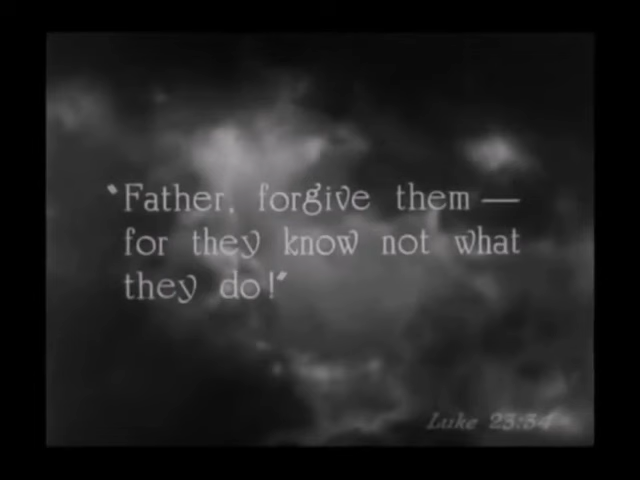 "Father, forgive them —
for they know not what
they do!"
Luke 23:34